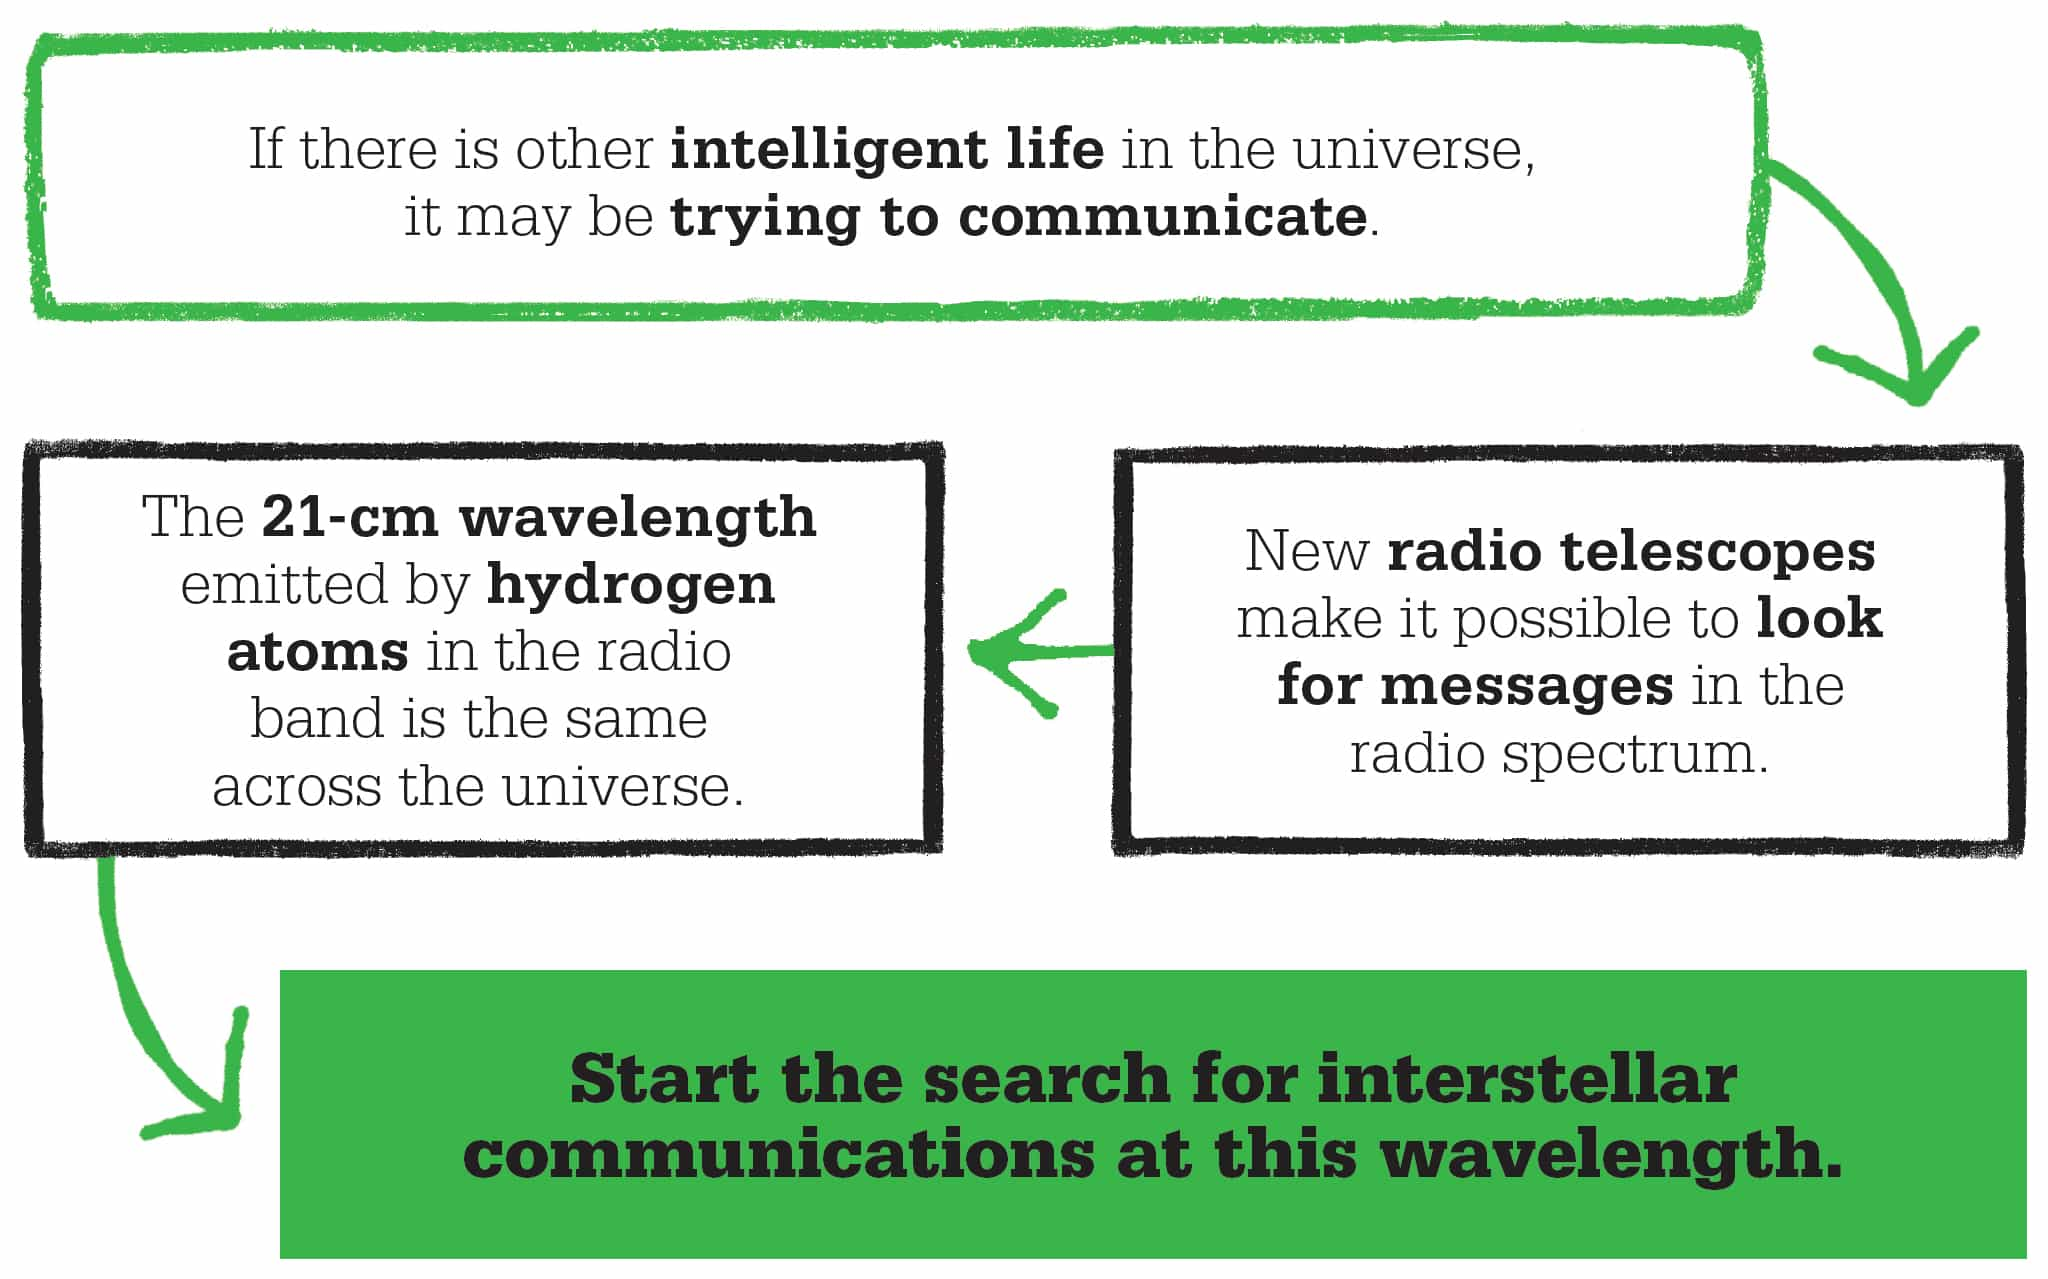 If there is other intelligent life in the universe,
it may be trying to communicate.
New radio telescopes
make it possible to look
for messages in the
radio spectrum.
The 21-cm wavelength
emitted by hydrogen
atoms in the radio
band is the same
across the universe.
Start the search for interstellar
communications at this wavelength.